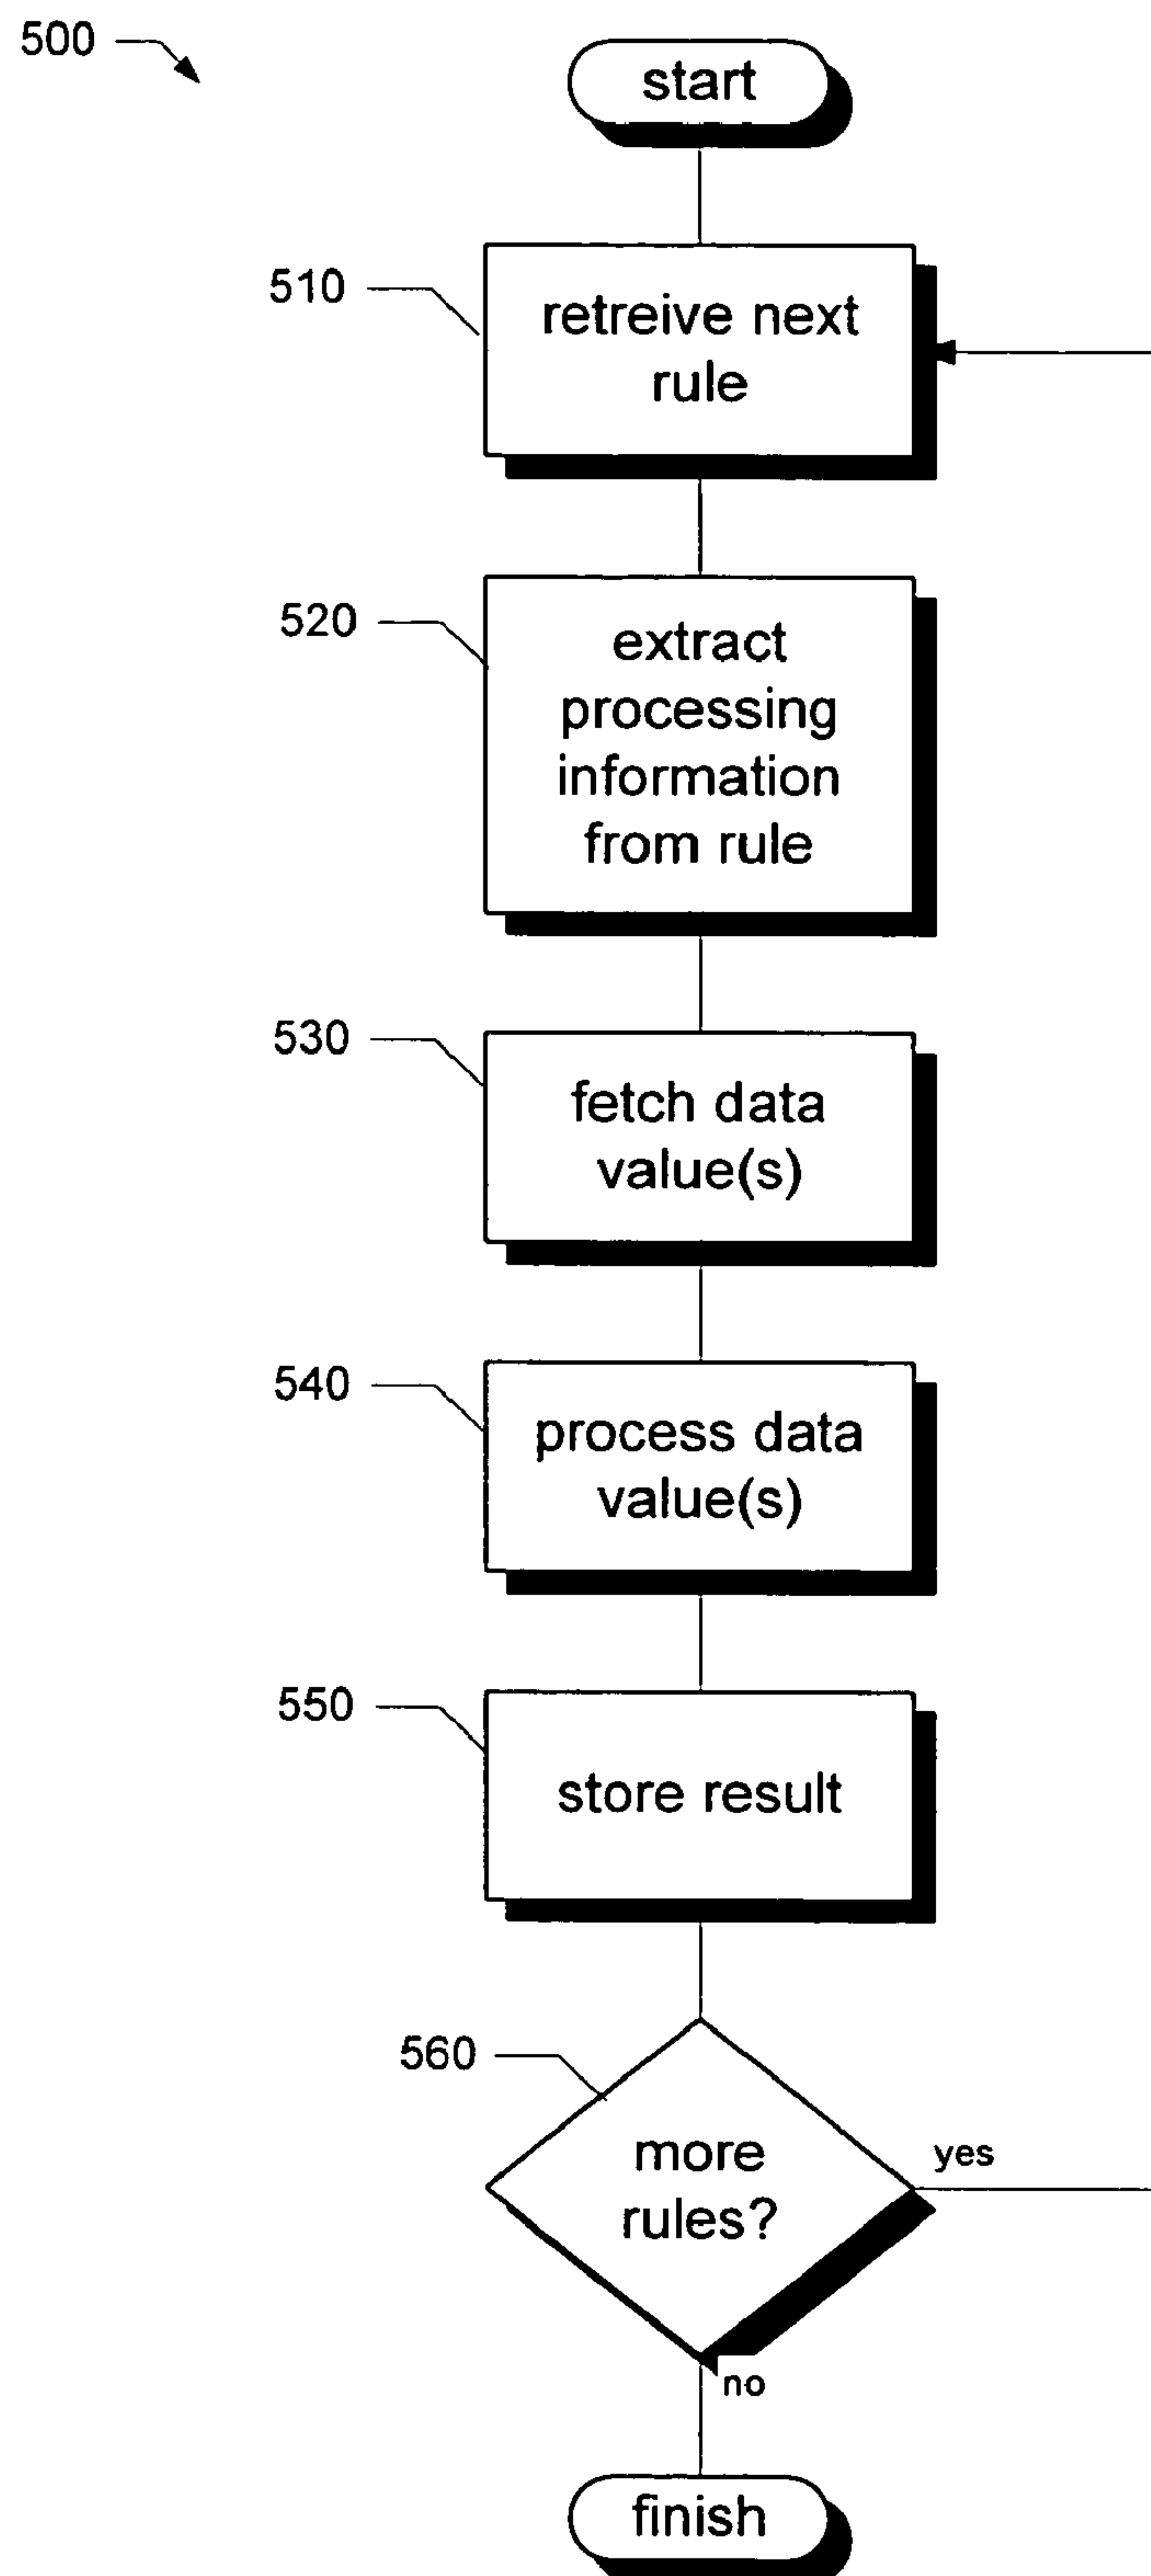 500
start
510
retreive next
rule
520
extract
processing
information
from rule
530
fetch data
value(s)
540
process data
value(s)
550
store result
560
more
rules?
yes
no
finish